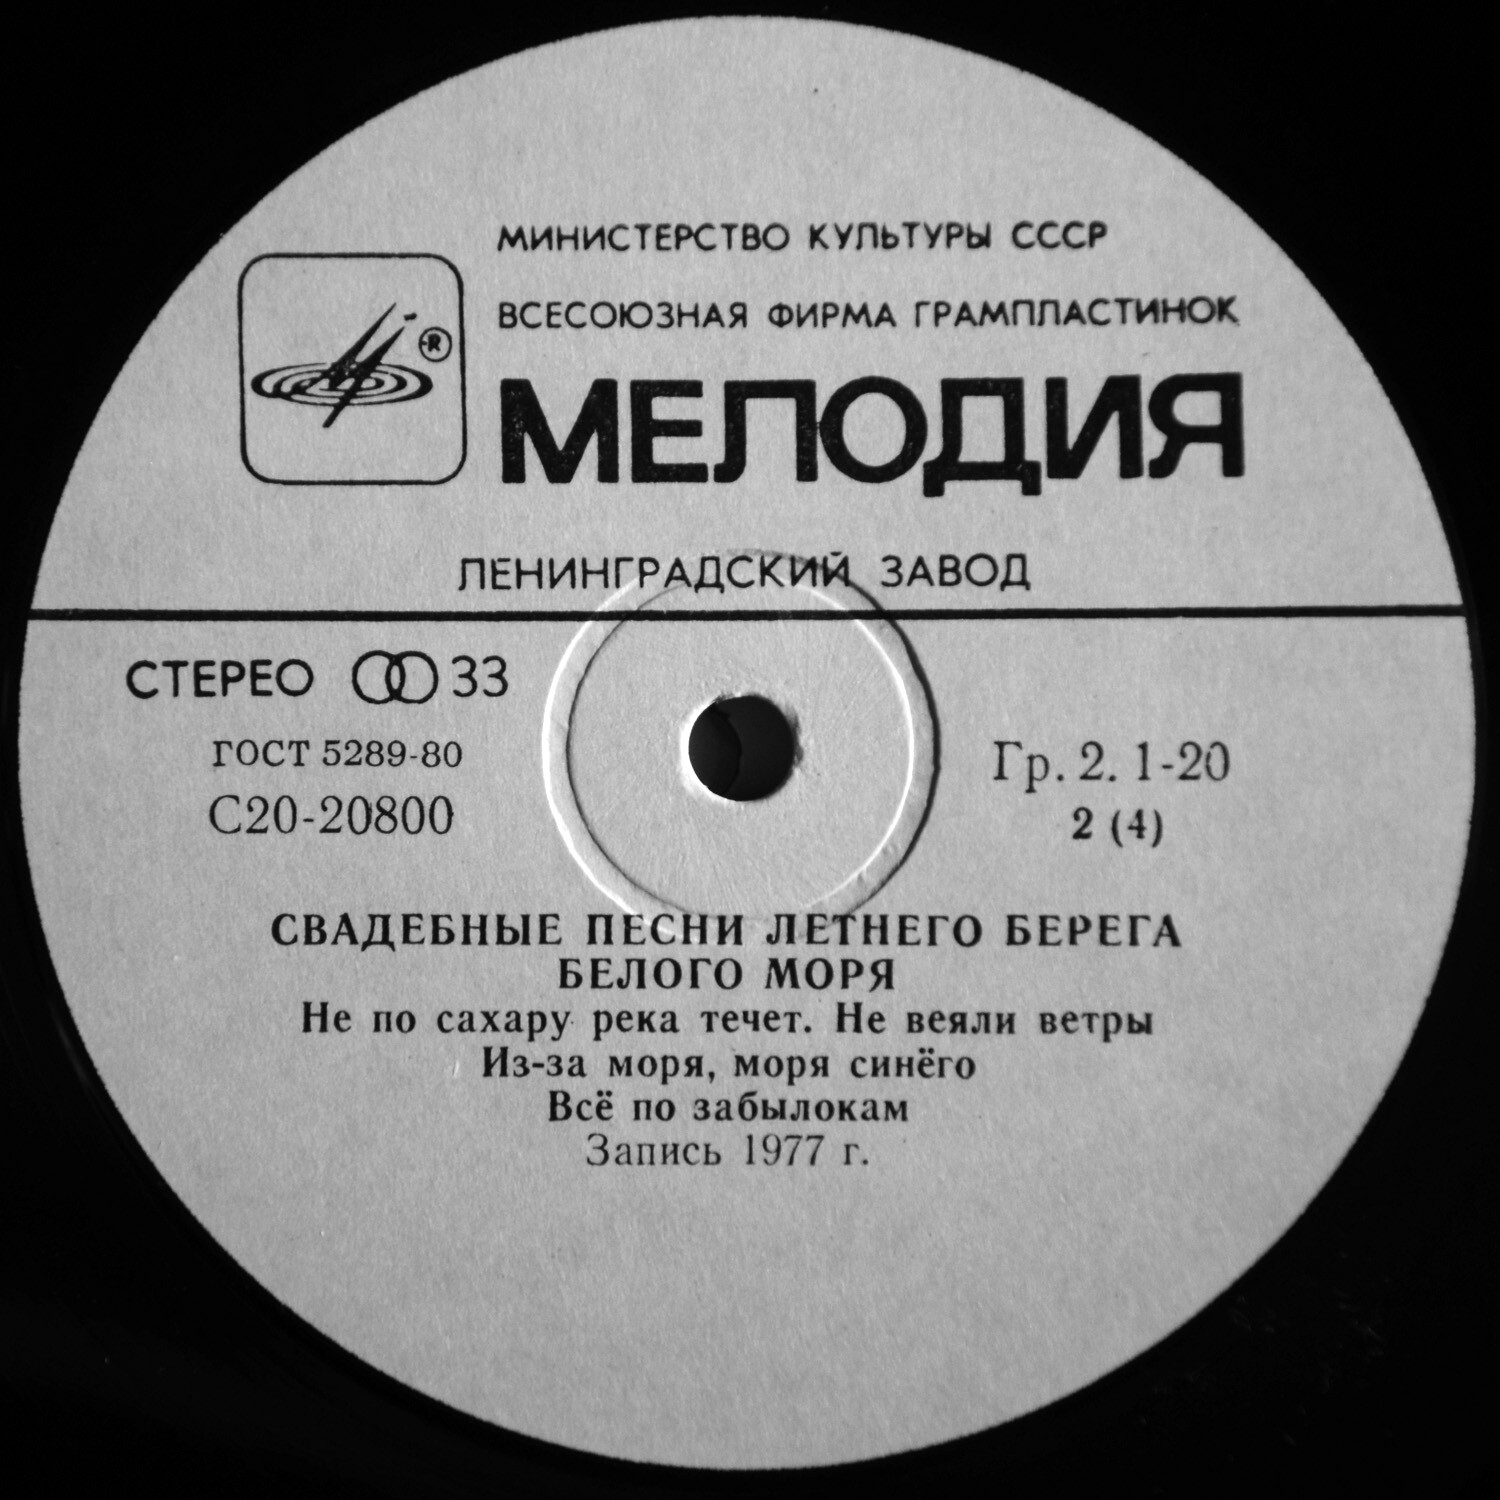 МИНИСТЕРСТВО КУЛЬТУРЫ СССР
ВСЕСОЮЗНАЯ ФИРМА ГРАМПЛАСТИНОК
®
МЕЛОДИЯ
ЛЕНИНГРАДСКИЙ ЗАВОД
СТЕРЕО 33
ГОСТ 5289-80
С20-20800
Гр. 2. 1-20
2 (4)
СВАДЕБНЫЕ ПЕСНИ ЛЕТНЕГО БЕРЕГА
БЕЛОГО МОРЯ
Не по сахару река течет. Не веяли ветры
Из-за моря, моря синёго
Всё по забылокам
Запись 1977 г.